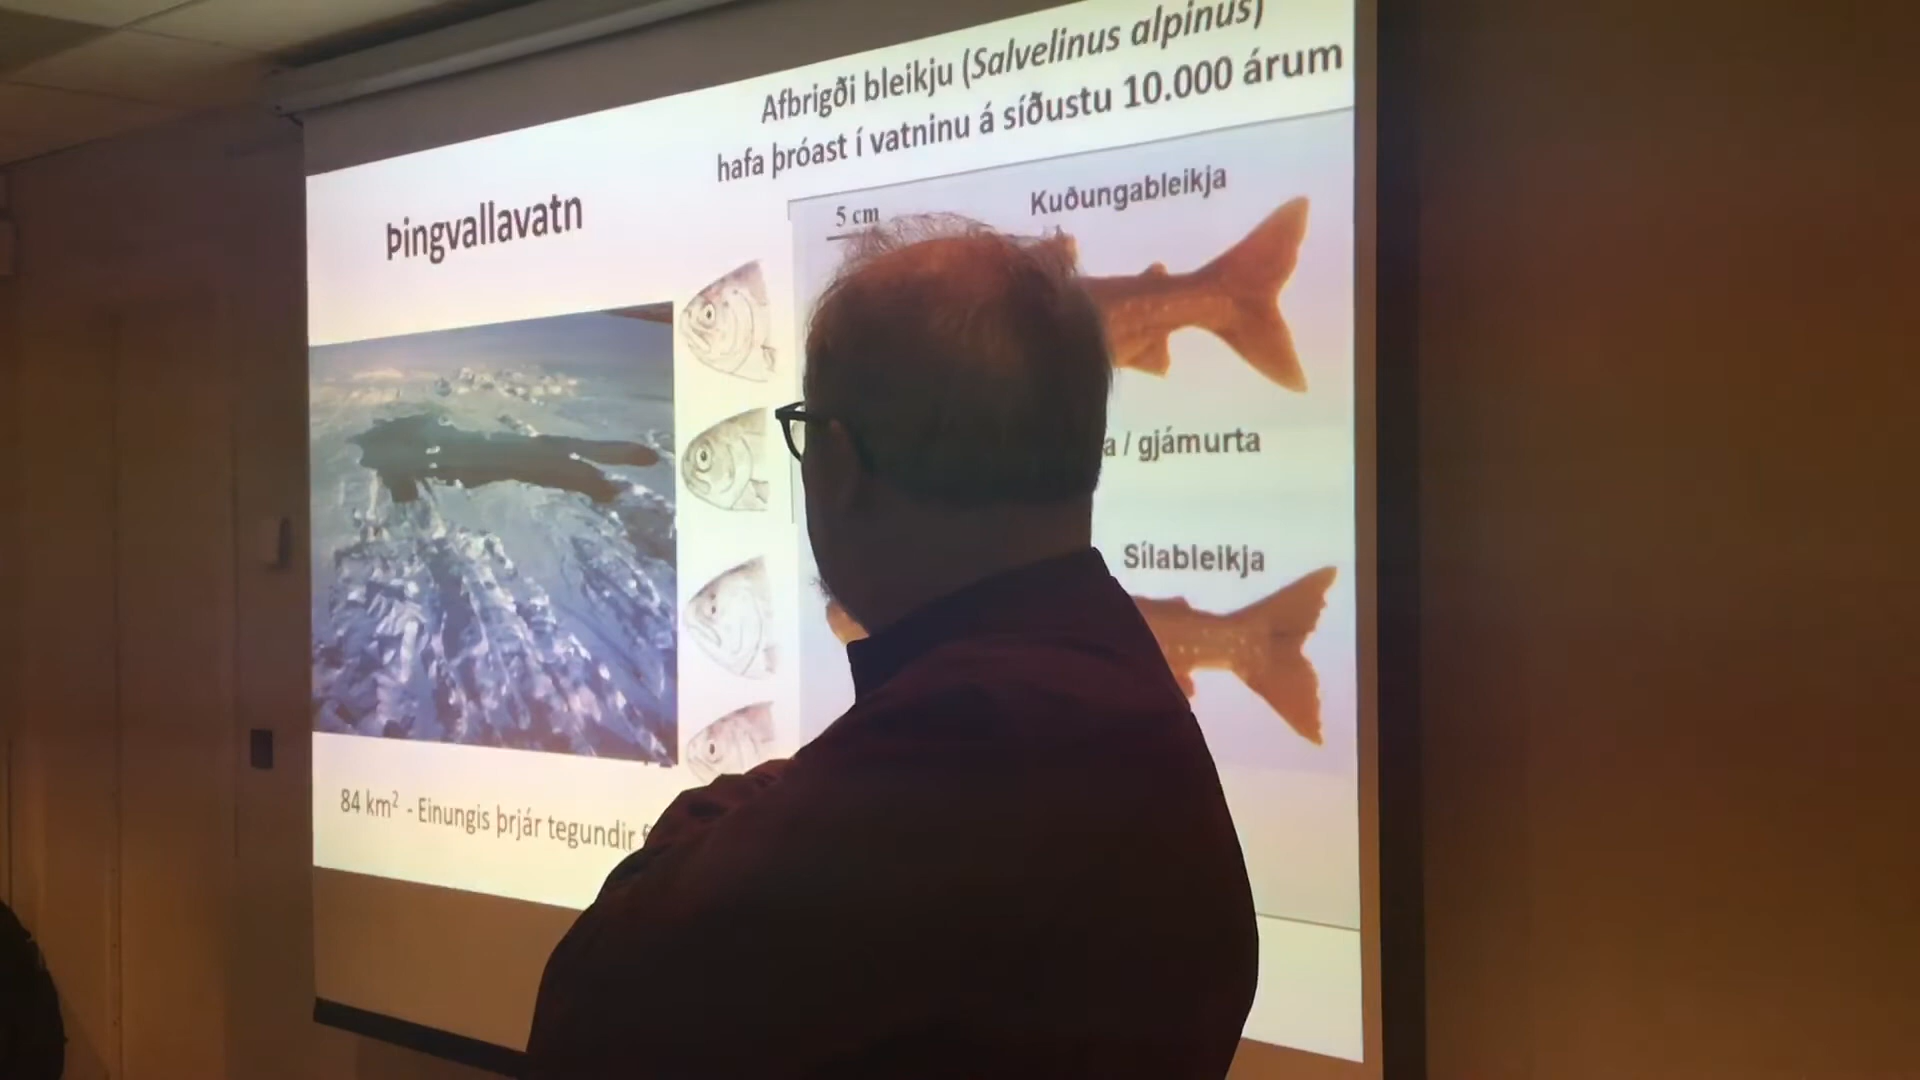 Afbrigði bleikju (Salvelinus alpinus)
hafa þróast í vatninu á síðustu 10.000 árum
Þingvallavatn
5 cm
Kuðungableikja
/ gjámurta
Sílableikja
84 km² - Einungis þrjár tegundir